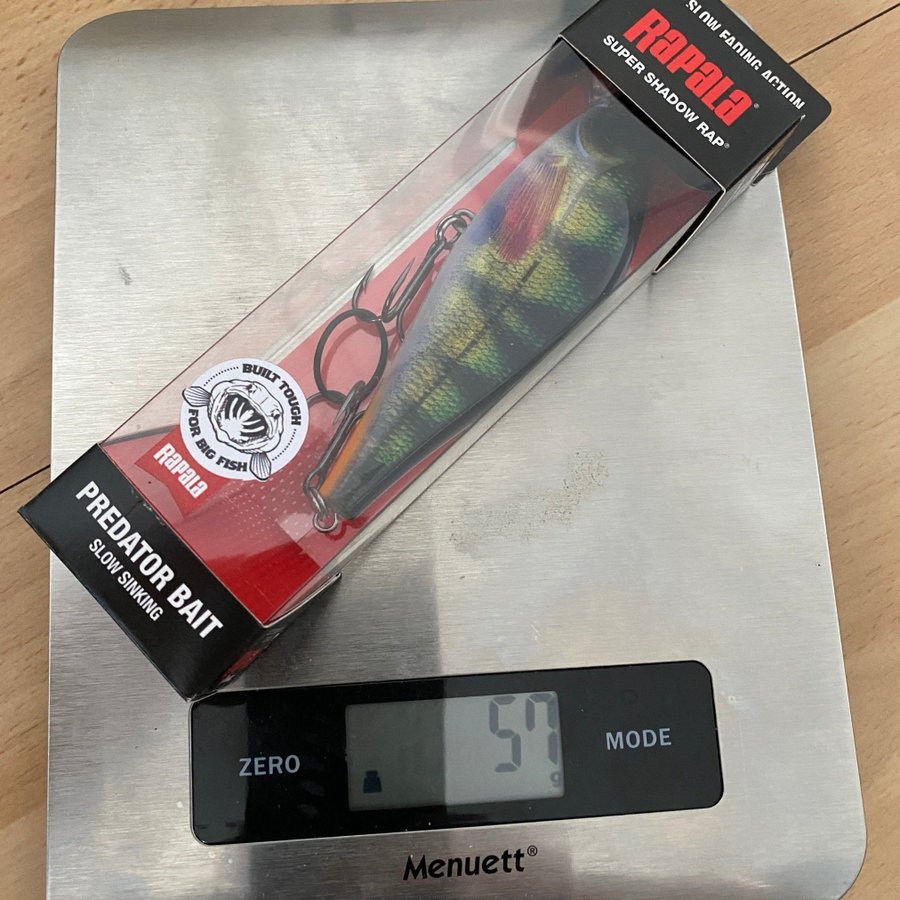 SLOW FADING ACTION
Rapala®
SUPER SHADOW RAP®
BUILT TOUGH
FOR BIG FISH
Rapala
PREDATOR BAIT
SLOW SINKING
ZERO
57
g
MODE
Menuett®